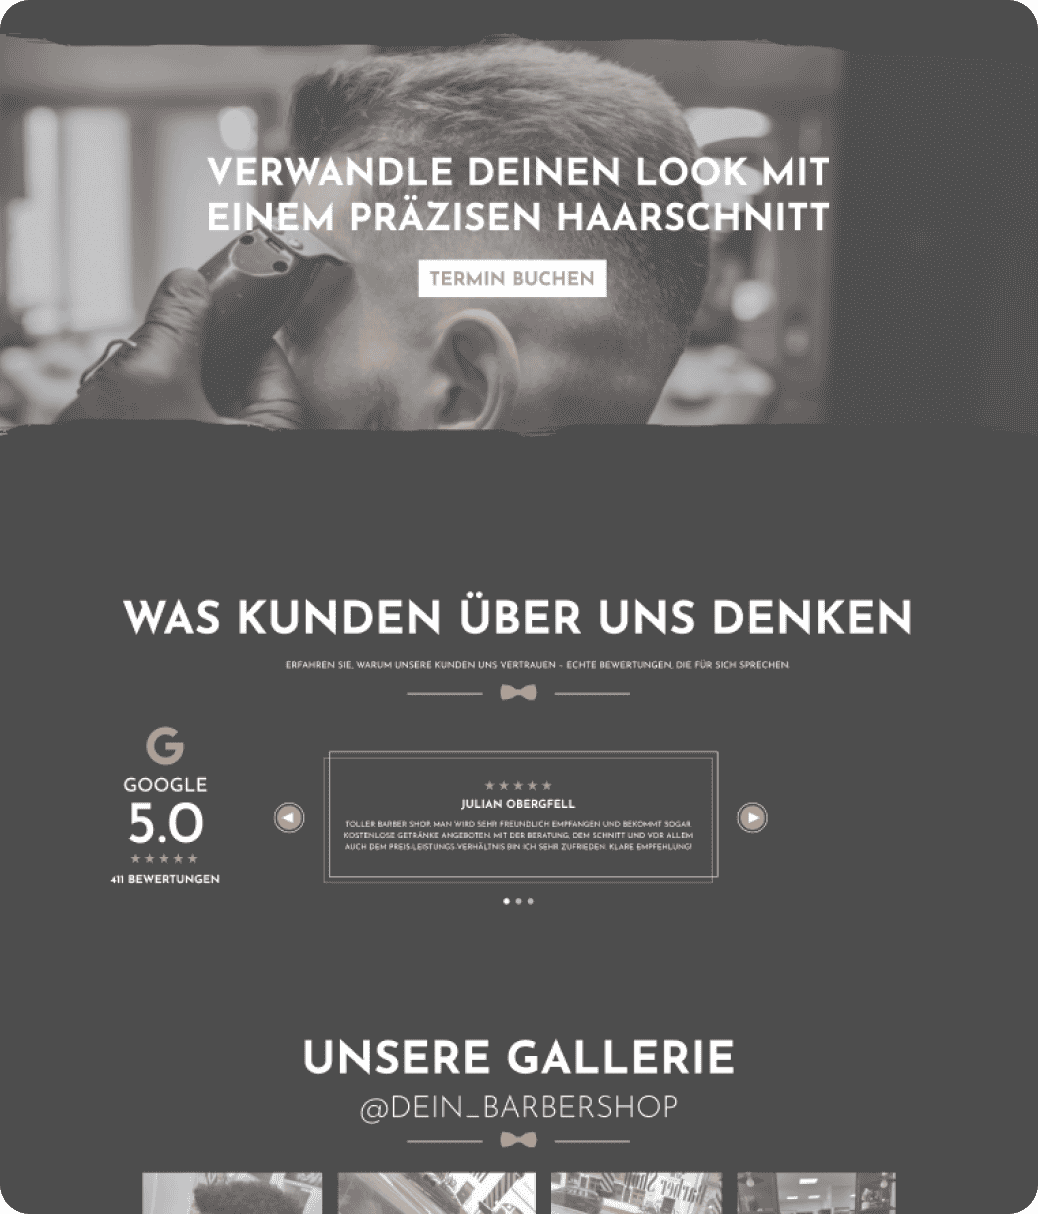 VERWANDLE DEINEN LOOK MIT
EINEM PRÄZISEN HAARSCHNITT
TERMIN BUCHEN
WAS KUNDEN ÜBER UNS DENKEN
ERFAHREN SIE, WARUM UNSERE KUNDEN UNS VERTRAUEN – ECHTE BEWERTUNGEN, DIE FÜR SICH SPRECHEN.
G
GOOGLE
5.0
411 BEWERTUNGEN
JULIAN OBERGFELL
TOLLER BARBER SHOP. MAN WIRD SEHR FREUNDLICH EMPFANGEN UND BEKOMMT SOGAR
KOSTENLOSE GETRÄNKE ANGEBOTEN. MIT DER BERATUNG, DEM SCHNITT UND VOR ALLEM
AUCH DEM PREIS-LEISTUNGS-VERHÄLTNIS BIN ICH SEHR ZUFRIEDEN. KLARE EMPFEHLUNG!
UNSERE GALLERIE
@DEIN_BARBERSHOP